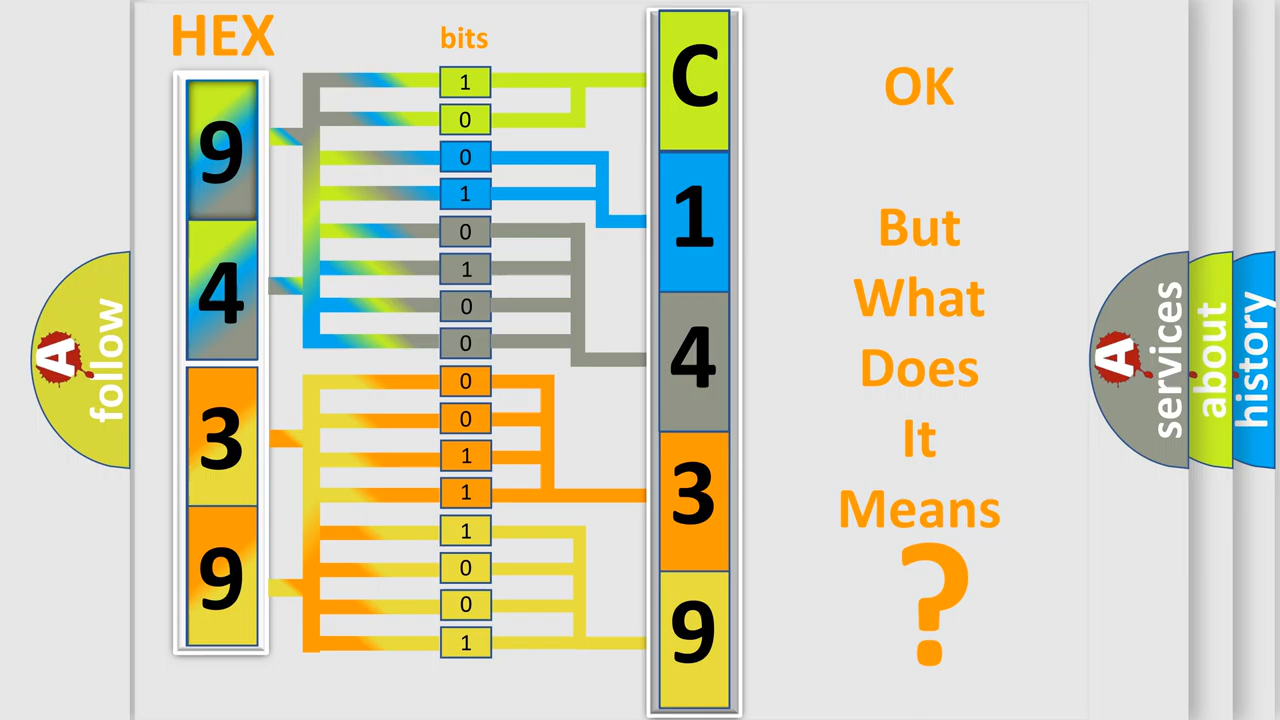 HEX
bits
9
4
3
9
1
0
0
1
0
1
0
0
0
0
1
1
1
0
0
1
C
1
4
3
9
OK
But
What
Does
It
Means
?
A
follow
A
services
about
history